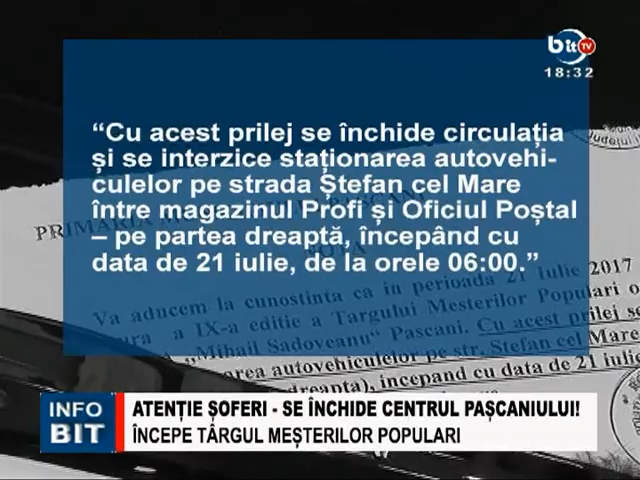 bit TV
18:32
“Cu acest prilej se închide circulația
și se interzice staționarea autovehi-
culelor pe strada Ștefan cel Mare
între magazinul Profi și Oficiul Poștal
– pe partea dreaptă, începând cu
data de 21 iulie, de la orele 06:00.”
PRIMARIA
Va aducem la cunostinta ca in perioada 21 Iulie 2017
a IX-a editie a Targului Mesterilor Populari
„Mihail Sadoveanu” Pascani. Cu acest prilej se
autovehiculelor pe str. Stefan cel Mare
dreapta), incepand cu data de 21 iulie
INFO
BIT
ATENȚIE ȘOFERI - SE ÎNCHIDE CENTRUL PAȘCANIULUI!
ÎNCEPE TÂRGUL MEȘTERILOR POPULARI